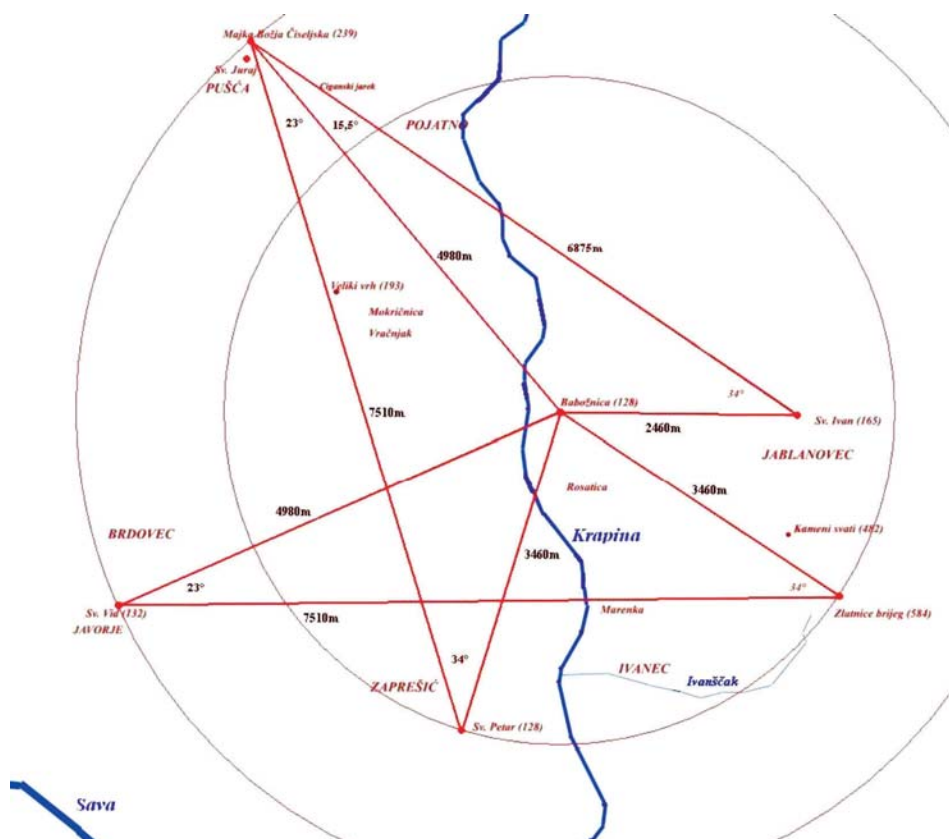 Majka Božja Čiseljska (239)
Sv. Juraj
PUŠĆA
Ciganski jarek
23°
15,5°
POJATNO
6875m
4980m
Veliki vrh (193)
Mokričnica
Vračnjak
34°
7510m
Babožnica (128)
2460m
Sv. Ivan (165)
JABLANOVEC
3460m
Rosatica
4980m
BRDOVEC
Kameni svati (482)
Krapina
3460m
23°
34°
Sv. Vid (132)
JAVORJE
7510m
Marenka
Zlatnice brijeg (584)
34°
IVANEC
ZAPREŠIĆ
Ivanščak
Sv. Petar (128)
Sava